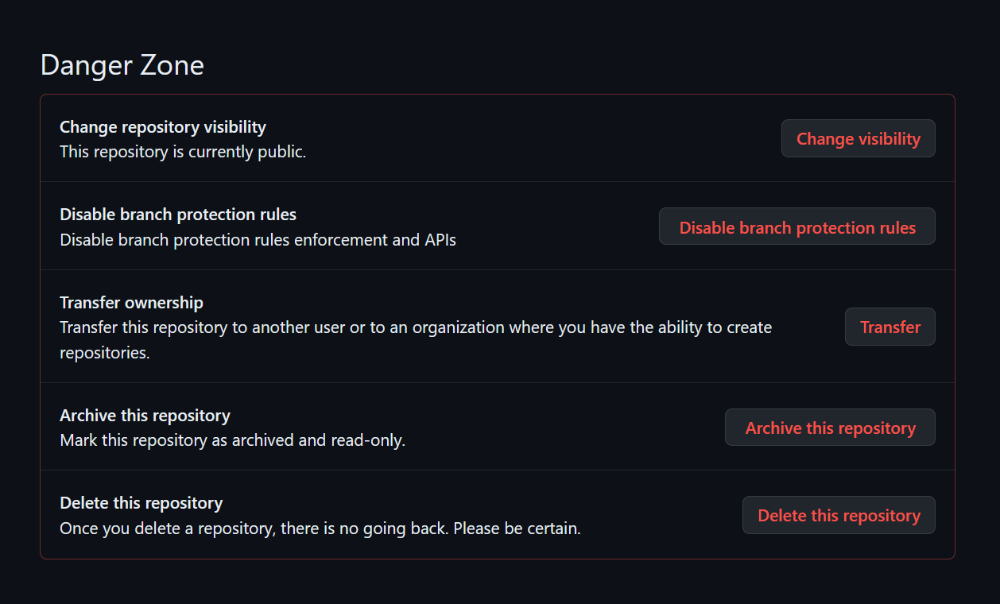 Danger Zone
Change repository visibility
This repository is currently public.
Change visibility
Disable branch protection rules
Disable branch protection rules enforcement and APIs
Disable branch protection rules
Transfer ownership
Transfer this repository to another user or to an organization where you have the ability to create
repositories.
Transfer
Archive this repository
Mark this repository as archived and read-only.
Archive this repository
Delete this repository
Once you delete a repository, there is no going back. Please be certain.
Delete this repository